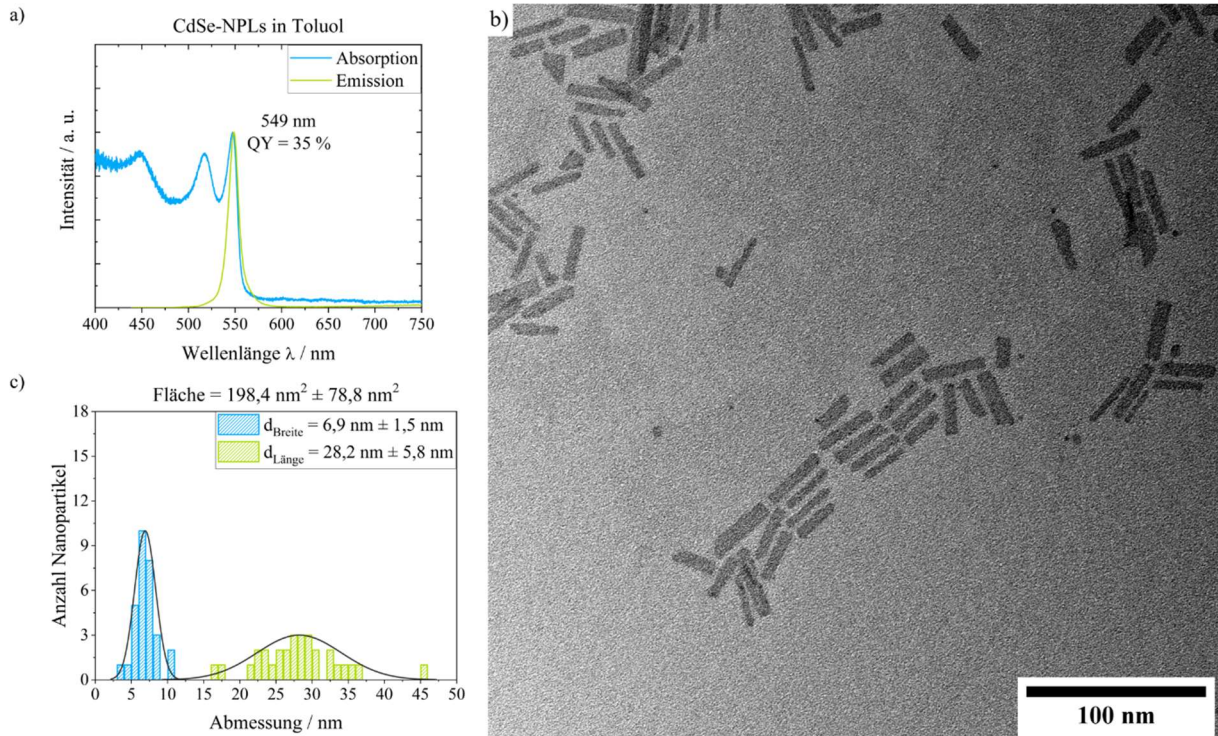 a)
CdSe-NPLs in Toluol
Absorption
Emission
549 nm
QY = 35 %
Intensität / a. u.
400 450 500 550 600 650 700 750
Wellenlänge λ / nm
b)
100 nm
c)
Fläche = 198,4 nm² ± 78,8 nm²
d_Breite = 6,9 nm ± 1,5 nm
d_Länge = 28,2 nm ± 5,8 nm
Anzahl Nanopartikel
18
15
12
9
6
3
0
0 5 10 15 20 25 30 35 40 45 50
Abmessung / nm